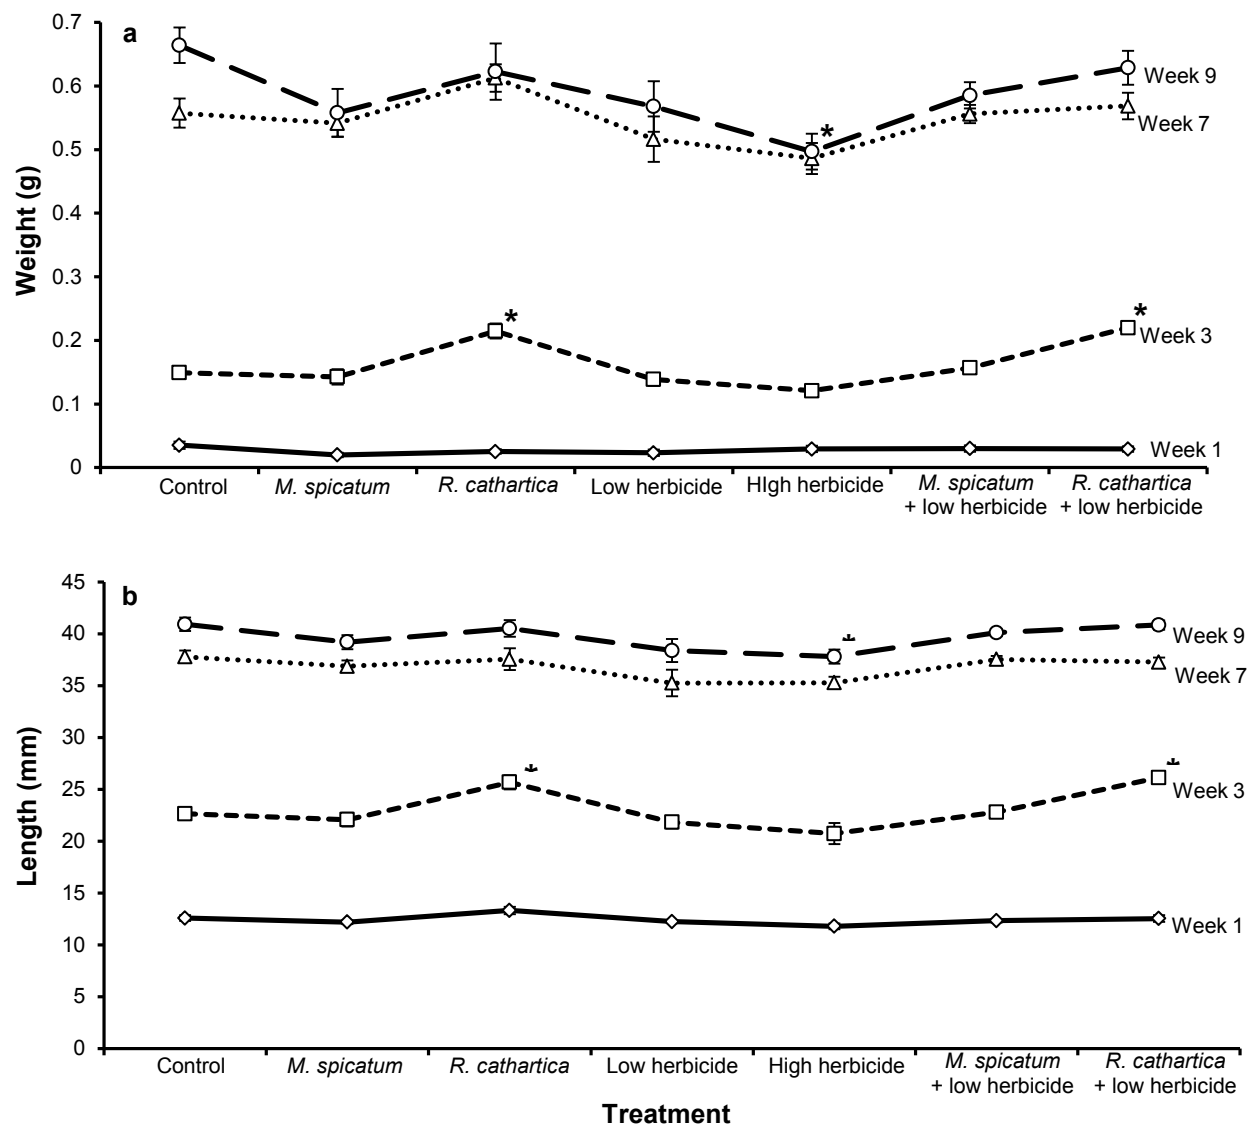 a
Weight (g)
0.7
0.6
0.5
0.4
0.3
0.2
0.1
0
*
*
*
Week 9
Week 7
Week 3
Week 1
Control
M. spicatum
R. cathartica
Low herbicide
HIgh herbicide
M. spicatum
+ low herbicide
R. cathartica
+ low herbicide
b
Length (mm)
45
40
35
30
25
20
15
10
5
0
*
*
*
Week 9
Week 7
Week 3
Week 1
Control
M. spicatum
R. cathartica
Low herbicide
High herbicide
M. spicatum
+ low herbicide
R. cathartica
+ low herbicide
Treatment